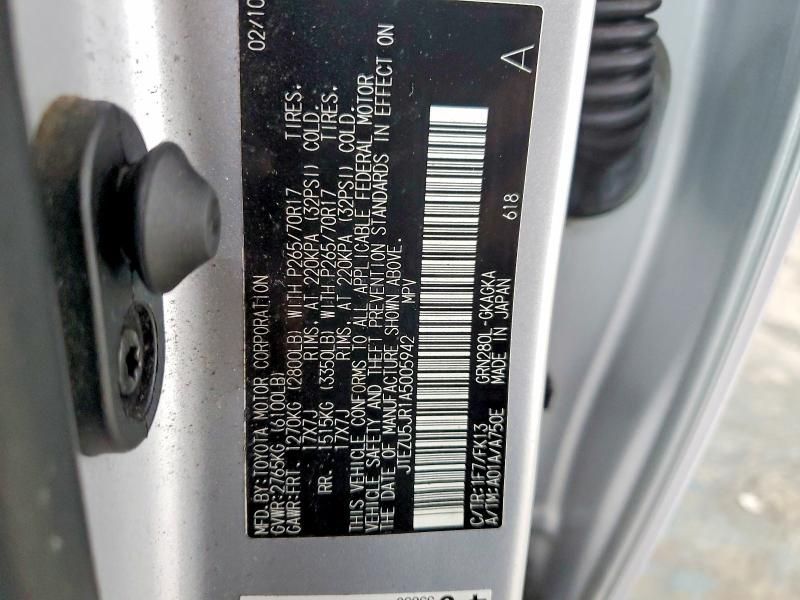 MFD.BY:TOYOTA MOTOR CORPORATION 02/10
GVWR:2765KG (6100LB)
GAWR:FRT. 1270KG (2800LB) WITH P265/70R17 TIRES.
17X7J RIMS. AT 220KPA (32PSI) COLD.
RR. 1515KG (3350LB) WITH P265/70R17 TIRES.
17X7J RIMS. AT 220KPA (32PSI) COLD.
THIS VEHICLE CONFORMS TO ALL APPLICABLE FEDERAL MOTOR
VEHICLE SAFETY AND THEFT PREVENTION STANDARDS IN EFFECT ON
THE DATE OF MANUFACTURE SHOWN ABOVE.
JTEZU5JR1A5005942 MPV
C/TR:1F7/FK13 GRN280L-GKAGKA 618
A/TM:A01A/A750E MADE IN JAPAN A